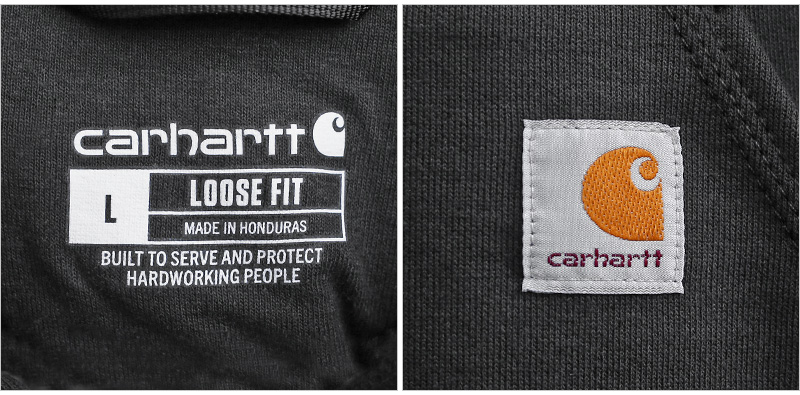 carhartt
L
LOOSE FIT
MADE IN HONDURAS
BUILT TO SERVE AND PROTECT
HARDWORKING PEOPLE
carhartt